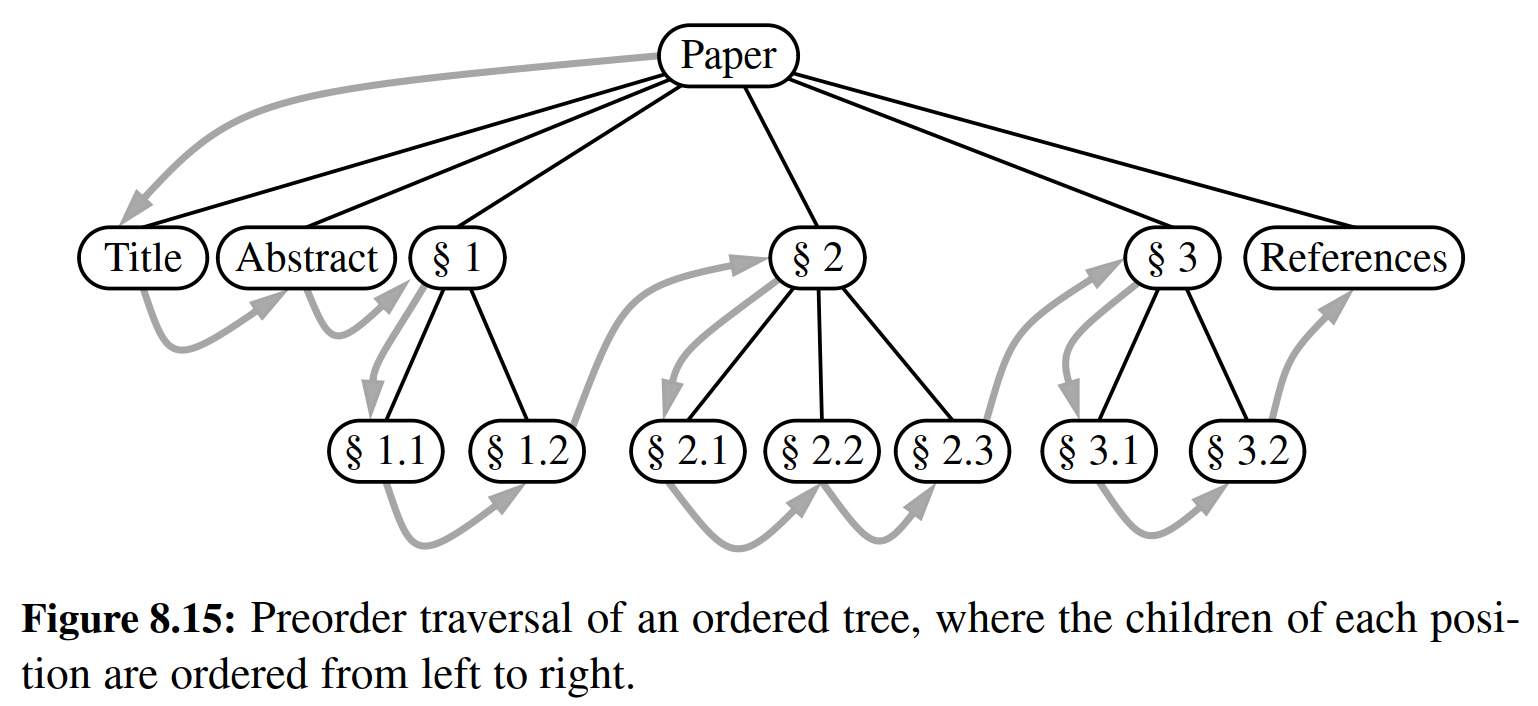 Paper
Title Abstract § 1 § 2 § 3 References
§ 1.1 § 1.2 § 2.1 § 2.2 § 2.3 § 3.1 § 3.2
Figure 8.15: Preorder traversal of an ordered tree, where the children of each posi-
tion are ordered from left to right.